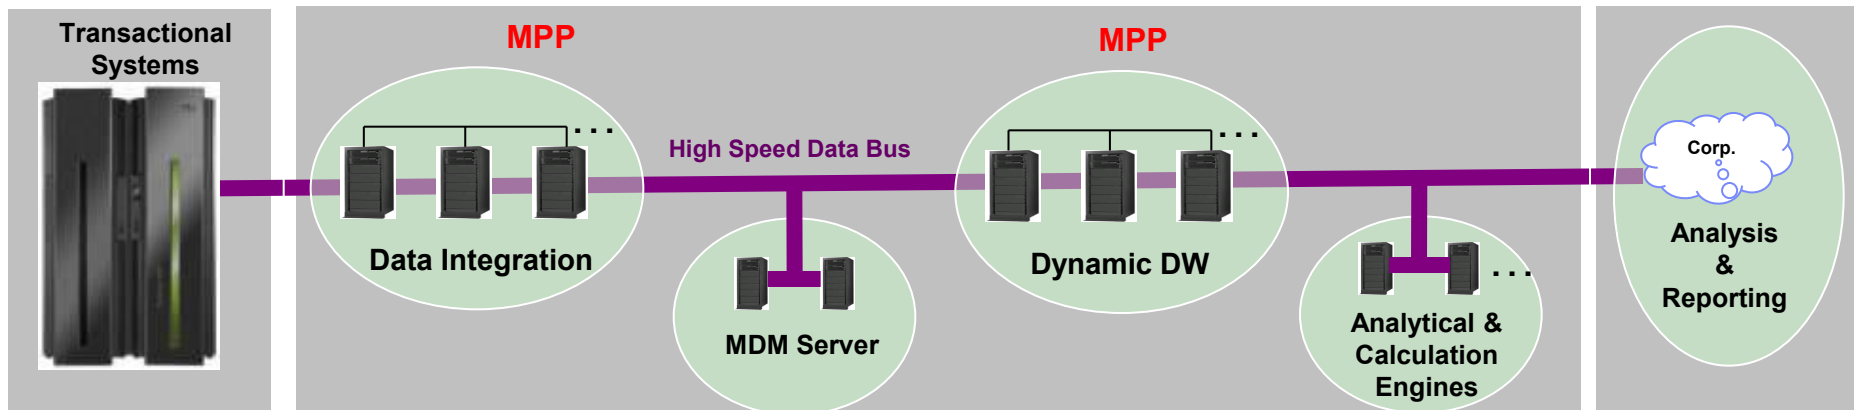 Transactional
Systems
MPP
MPP
. . .
. . .
High Speed Data Bus
Corp.
Data Integration
Dynamic DW
Analysis
&
Reporting
. . .
MDM Server
Analytical &
Calculation
Engines